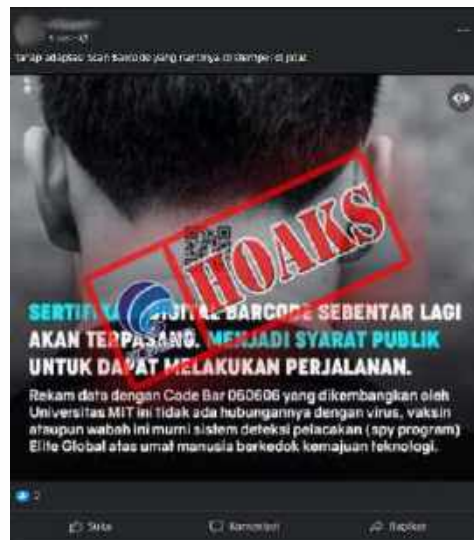 tahap adaptasi scan barcode yang nantinya di stempel di jidat
HOAKS
DIGITAL BARCODE SEBENTAR LAGI
AKAN TERPASANG. MENJADI SYARAT PUBLIK
UNTUK DAPAT MELAKUKAN PERJALANAN.
Rekam data dengan Code Bar 060606 yang dikembangkan oleh
Universitas MIT ini tidak ada hubungannya dengan virus, vaksin
ataupun wabah ini murni sistem deteksi pelacakan (spy program)
Elite Global atas umat manusia berkedok kemajuan teknologi.
2
Suka
Komentari
Bagikan